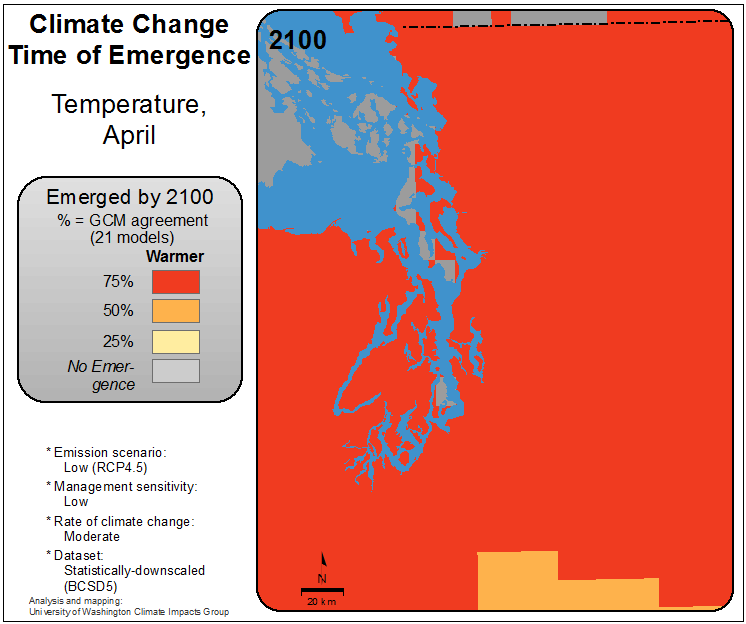 Climate Change
Time of Emergence
Temperature,
April
Emerged by 2100
% = GCM agreement
(21 models)
Warmer
75%
50%
25%
No Emer-
gence
* Emission scenario:
Low (RCP4.5)
* Management sensitivity:
Low
* Rate of climate change:
Moderate
* Dataset:
Statistically-downscaled
(BCSD5)
Analysis and mapping:
University of Washington Climate Impacts Group
2100
N
20 km